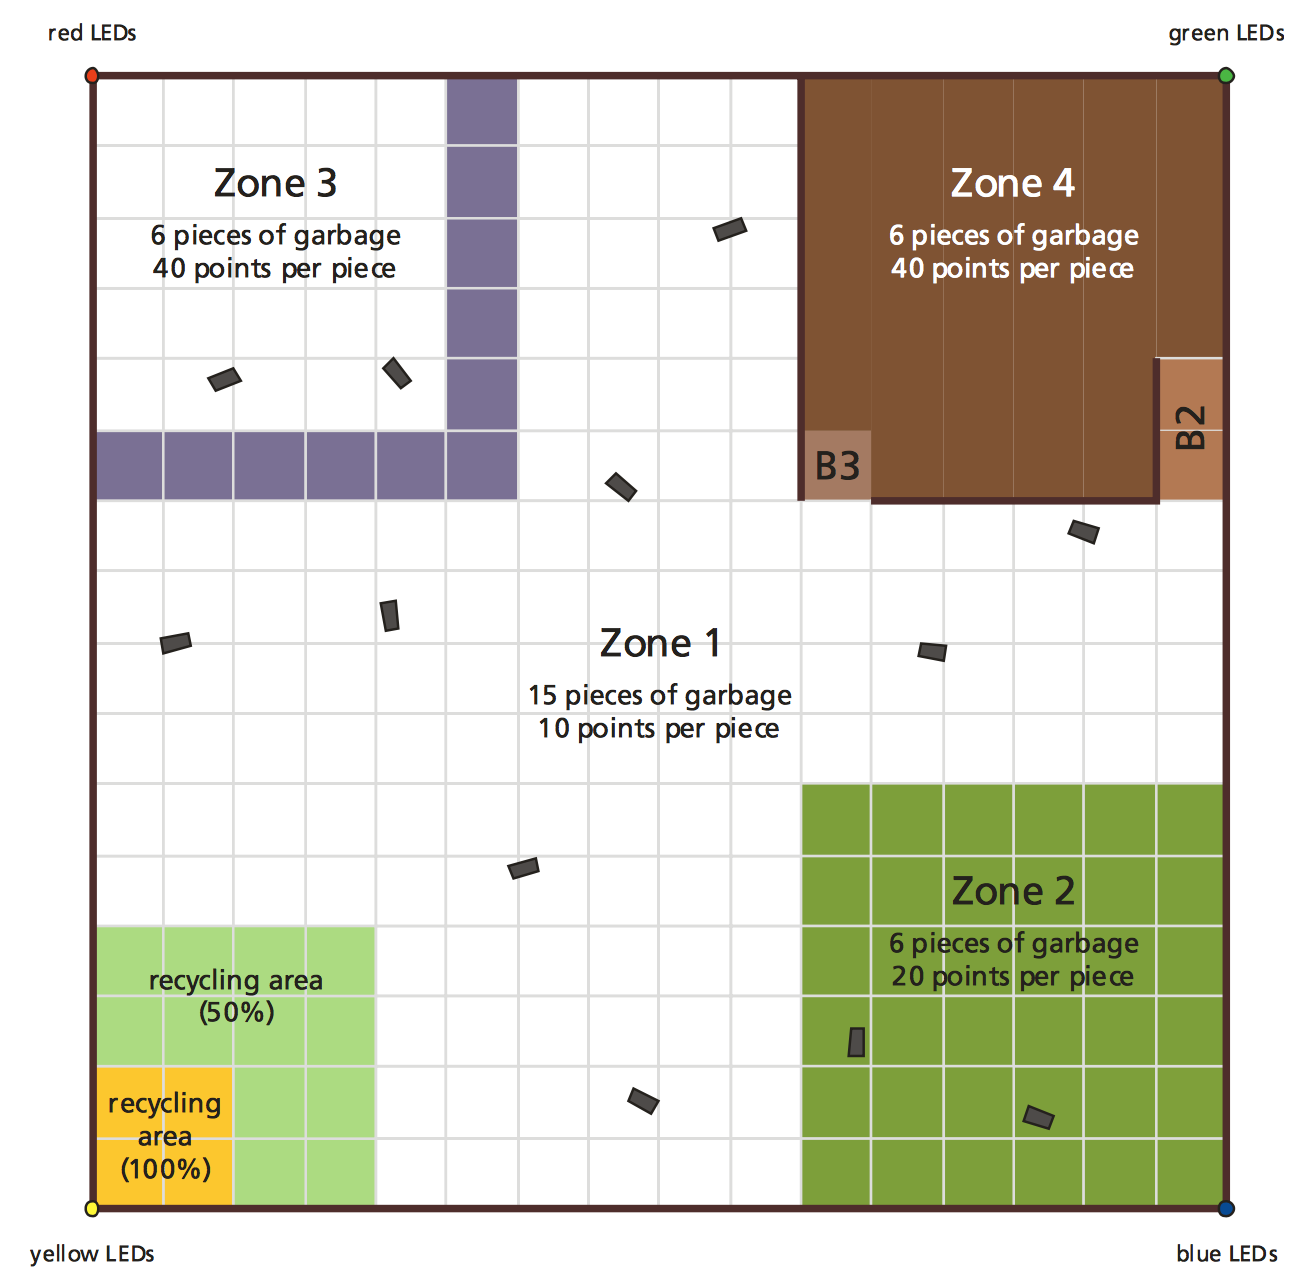 red LEDs
green LEDs
Zone 3
6 pieces of garbage
40 points per piece
Zone 4
6 pieces of garbage
40 points per piece
B2
B3
Zone 1
15 pieces of garbage
10 points per piece
Zone 2
6 pieces of garbage
20 points per piece
recycling area
(50%)
recycling
area
(100%)
yellow LEDs
blue LEDs